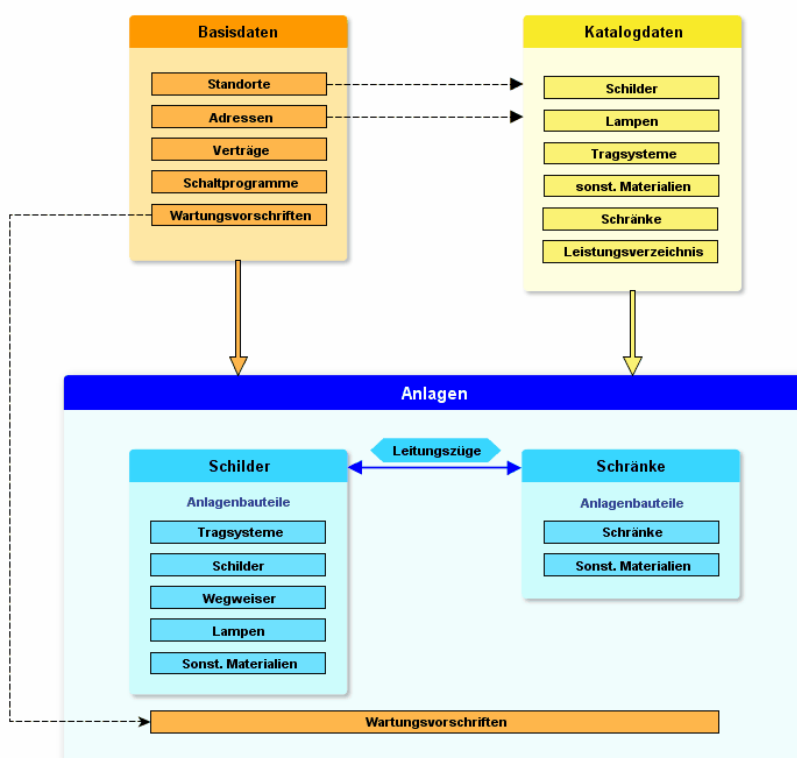 Basisdaten
Standorte
Adressen
Verträge
Schaltprogramme
Wartungsvorschriften
Katalogdaten
Schilder
Lampen
Tragsysteme
sonst. Materialien
Schränke
Leistungsverzeichnis
Anlagen
Leitungszüge
Schilder
Anlagenbauteile
Tragsysteme
Schilder
Wegweiser
Lampen
Sonst. Materialien
Schränke
Anlagenbauteile
Schränke
Sonst. Materialien
Wartungsvorschriften